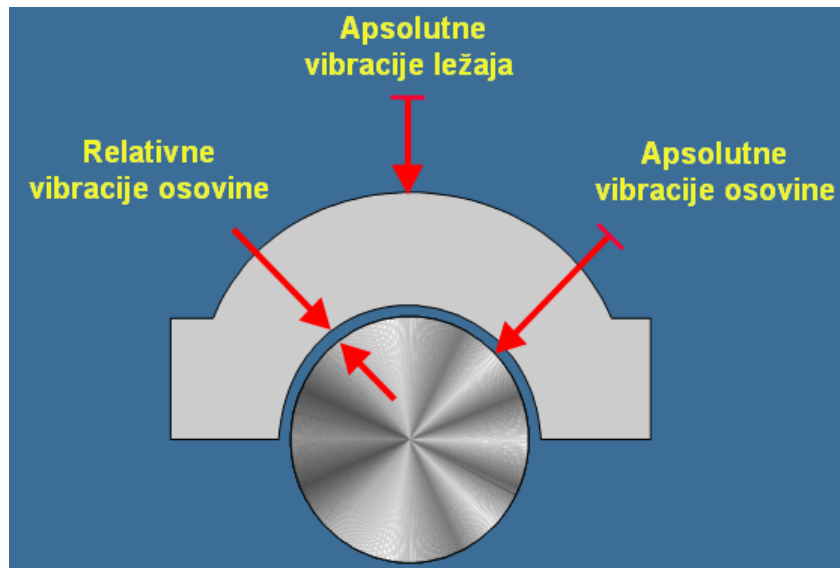 Apsolutne
vibracije ležaja
Relativne
vibracije osovine
Apsolutne
vibracije osovine